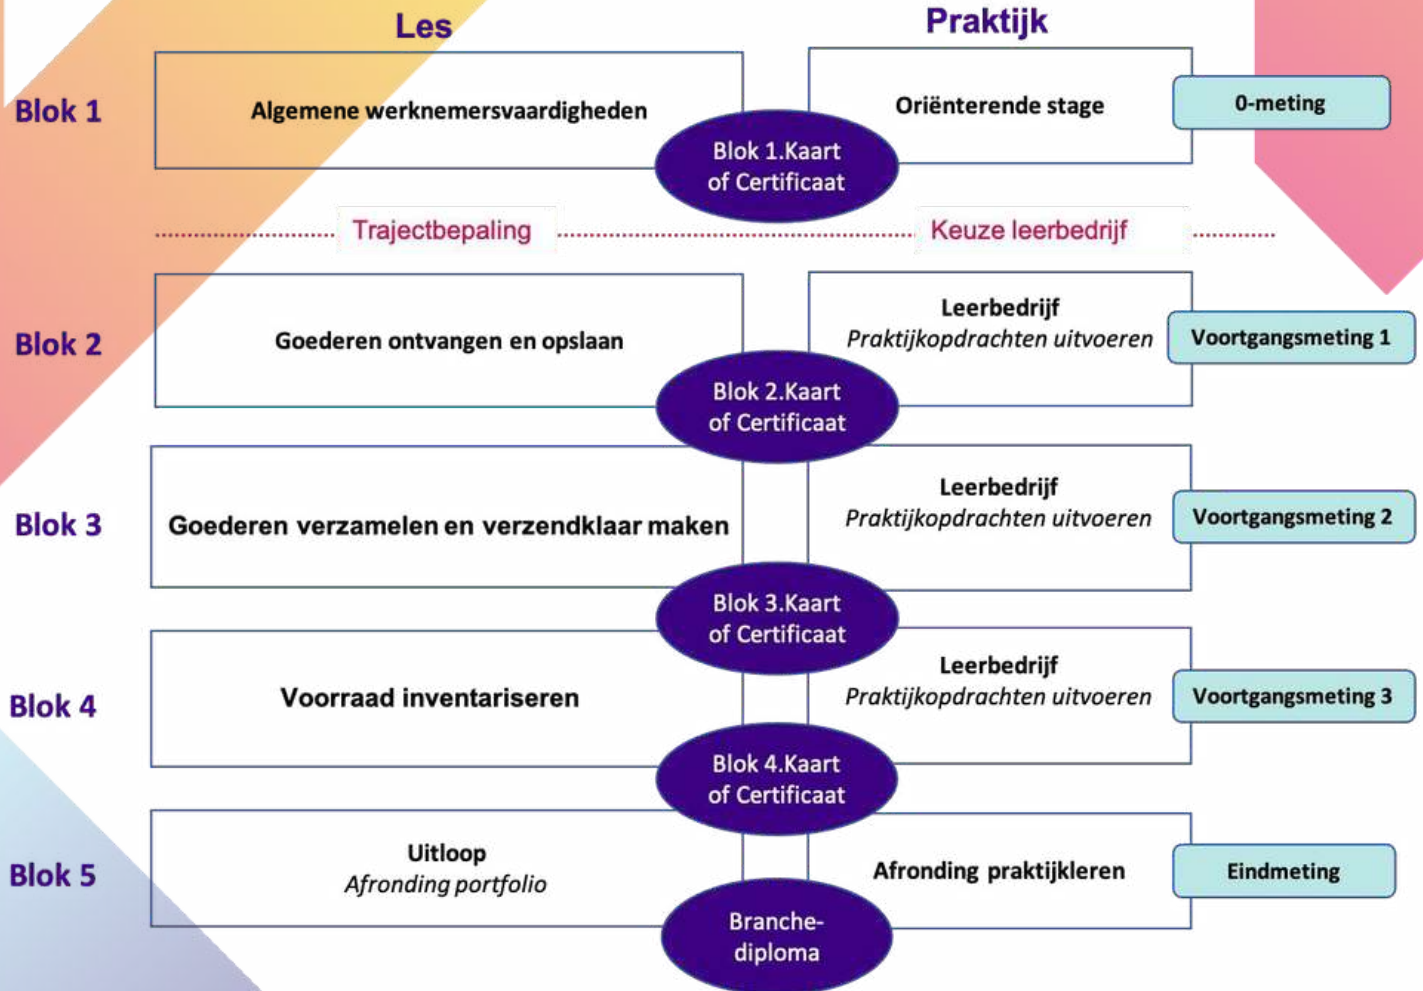 Les
Praktijk
Blok 1
Algemene werknemersvaardigheden
Oriënterende stage
0-meting
Blok 1.Kaart
of Certificaat
Trajectbepaling
Keuze leerbedrijf
Blok 2
Goederen ontvangen en opslaan
Leerbedrijf
Praktijkopdrachten uitvoeren
Voortgangsmeting 1
Blok 2.Kaart
of Certificaat
Blok 3
Goederen verzamelen en verzendklaar maken
Leerbedrijf
Praktijkopdrachten uitvoeren
Voortgangsmeting 2
Blok 3.Kaart
of Certificaat
Blok 4
Voorraad inventariseren
Leerbedrijf
Praktijkopdrachten uitvoeren
Voortgangsmeting 3
Blok 4.Kaart
of Certificaat
Blok 5
Uitloop
Afronding portfolio
Afronding praktijkleren
Eindmeting
Branche-
diploma